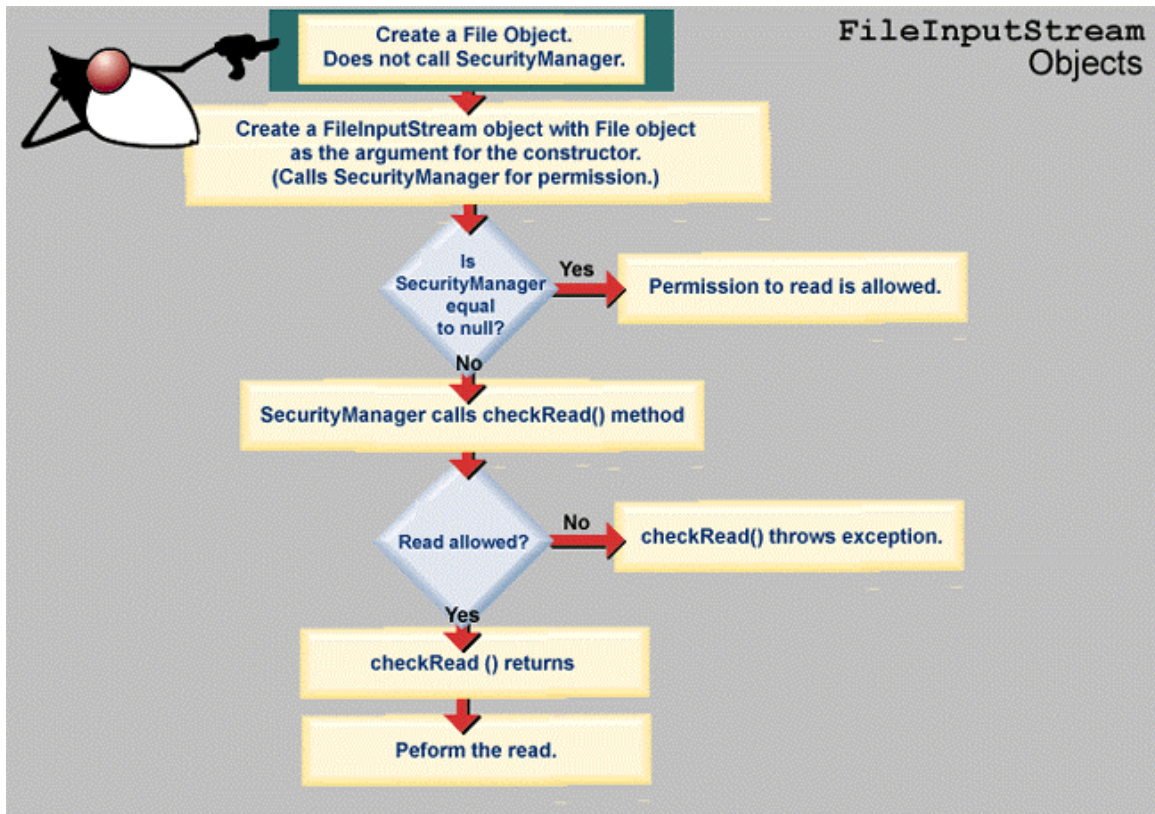 FileInputStream
Objects
Create a File Object.
Does not call SecurityManager.
Create a FileInputStream object with File object
as the argument for the constructor.
(Calls SecurityManager for permission.)
Is
SecurityManager
equal
to null?
Yes
Permission to read is allowed.
No
SecurityManager calls checkRead() method
Read allowed?
No
checkRead() throws exception.
Yes
checkRead () returns
Peform the read.